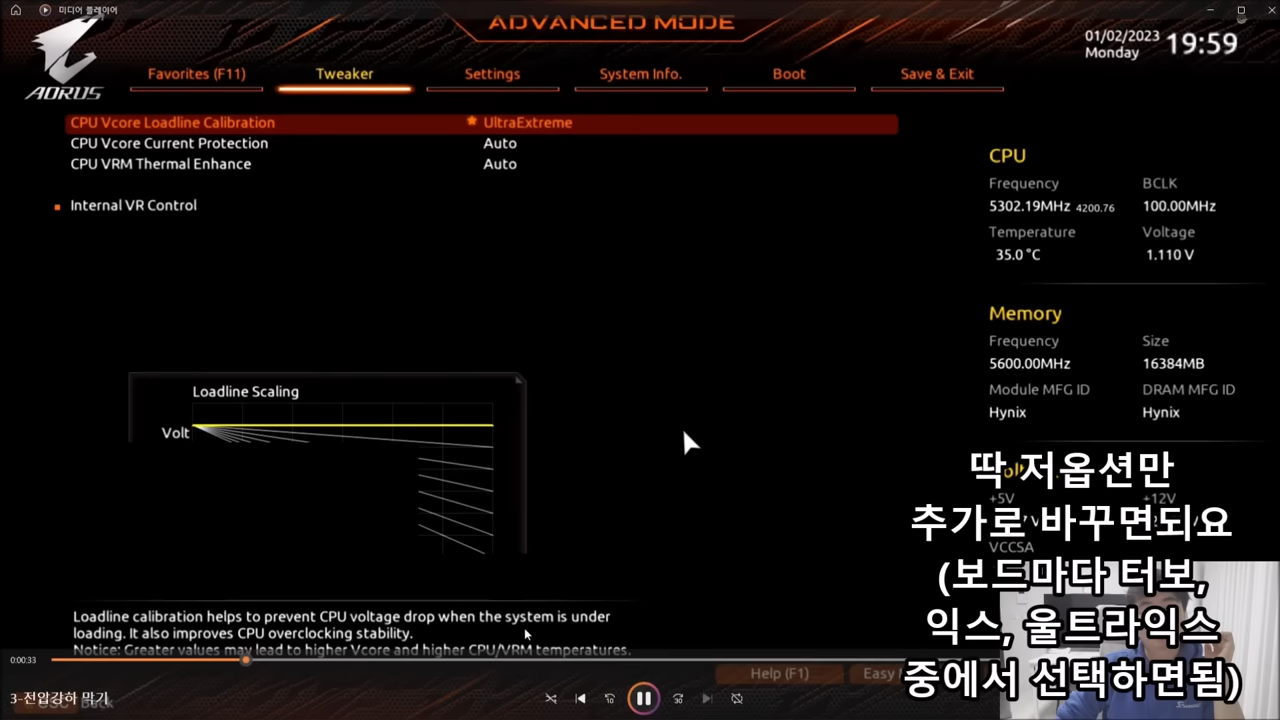 미디어 플레이어
ADVANCED MODE
AORUS
01/02/2023
Monday
19:59
Favorites (F11)
Tweaker
Settings
System Info.
Boot
Save & Exit
CPU Vcore Loadline Calibration
UltraExtreme
CPU Vcore Current Protection
Auto
CPU VRM Thermal Enhance
Auto
Internal VR Control
CPU
Frequency
BCLK
5302.19MHz 4200.76
100.00MHz
Temperature
Voltage
35.0 °C
1.110 V
Memory
Frequency
Size
5600.00MHz
16384MB
Module MFG ID
DRAM MFG ID
Hynix
Hynix
+5V
+12V
VCCSA
Loadline Scaling
Volt
딱 저옵션만
추가로 바꾸면되요
(보드마다 터보,
익스, 울트라익스
중에서 선택하면됨)
Loadline calibration helps to prevent CPU voltage drop when the system is under
loading. It also improves CPU overclocking stability.
Notice: Greater values may lead to higher Vcore and higher CPU/VRM temperatures.
0:00:33
Help (F1)
Easy
3-전압강하 막기
Back
10
30